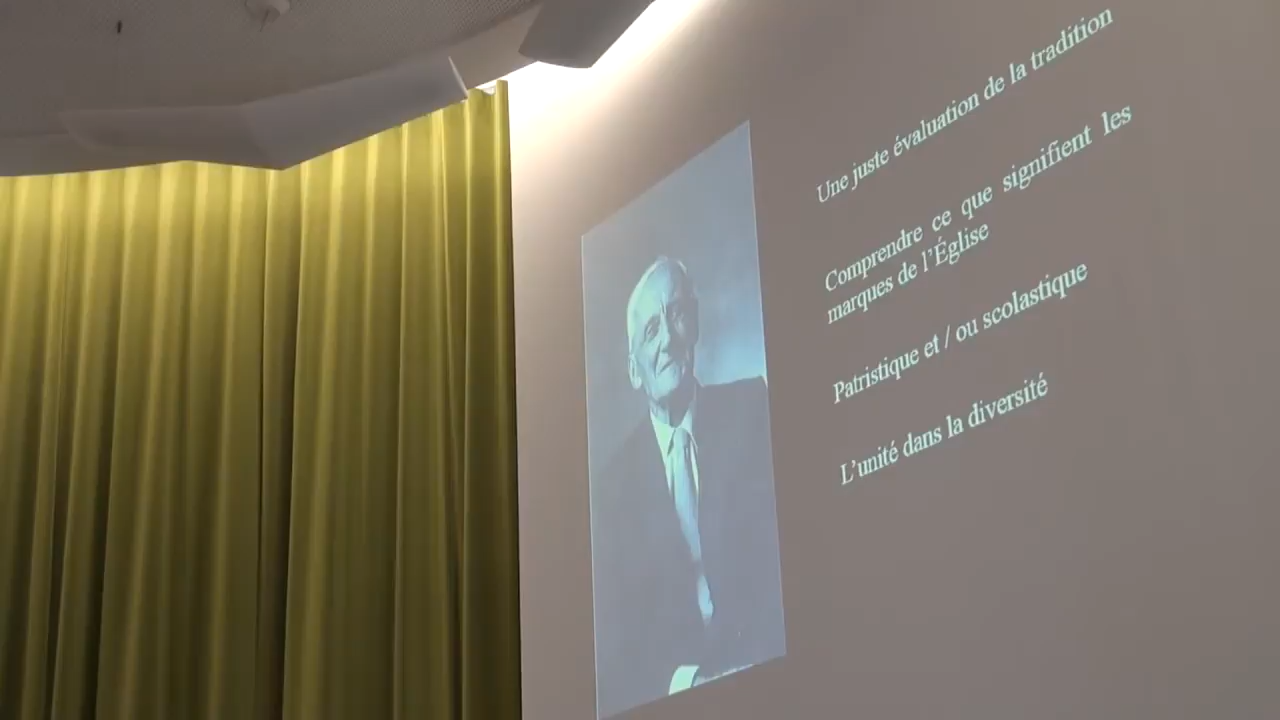 Une juste évaluation de la tradition
Comprendre ce que signifient les
marques de l'Église
Patristique et / ou scolastique
L'unité dans la diversité